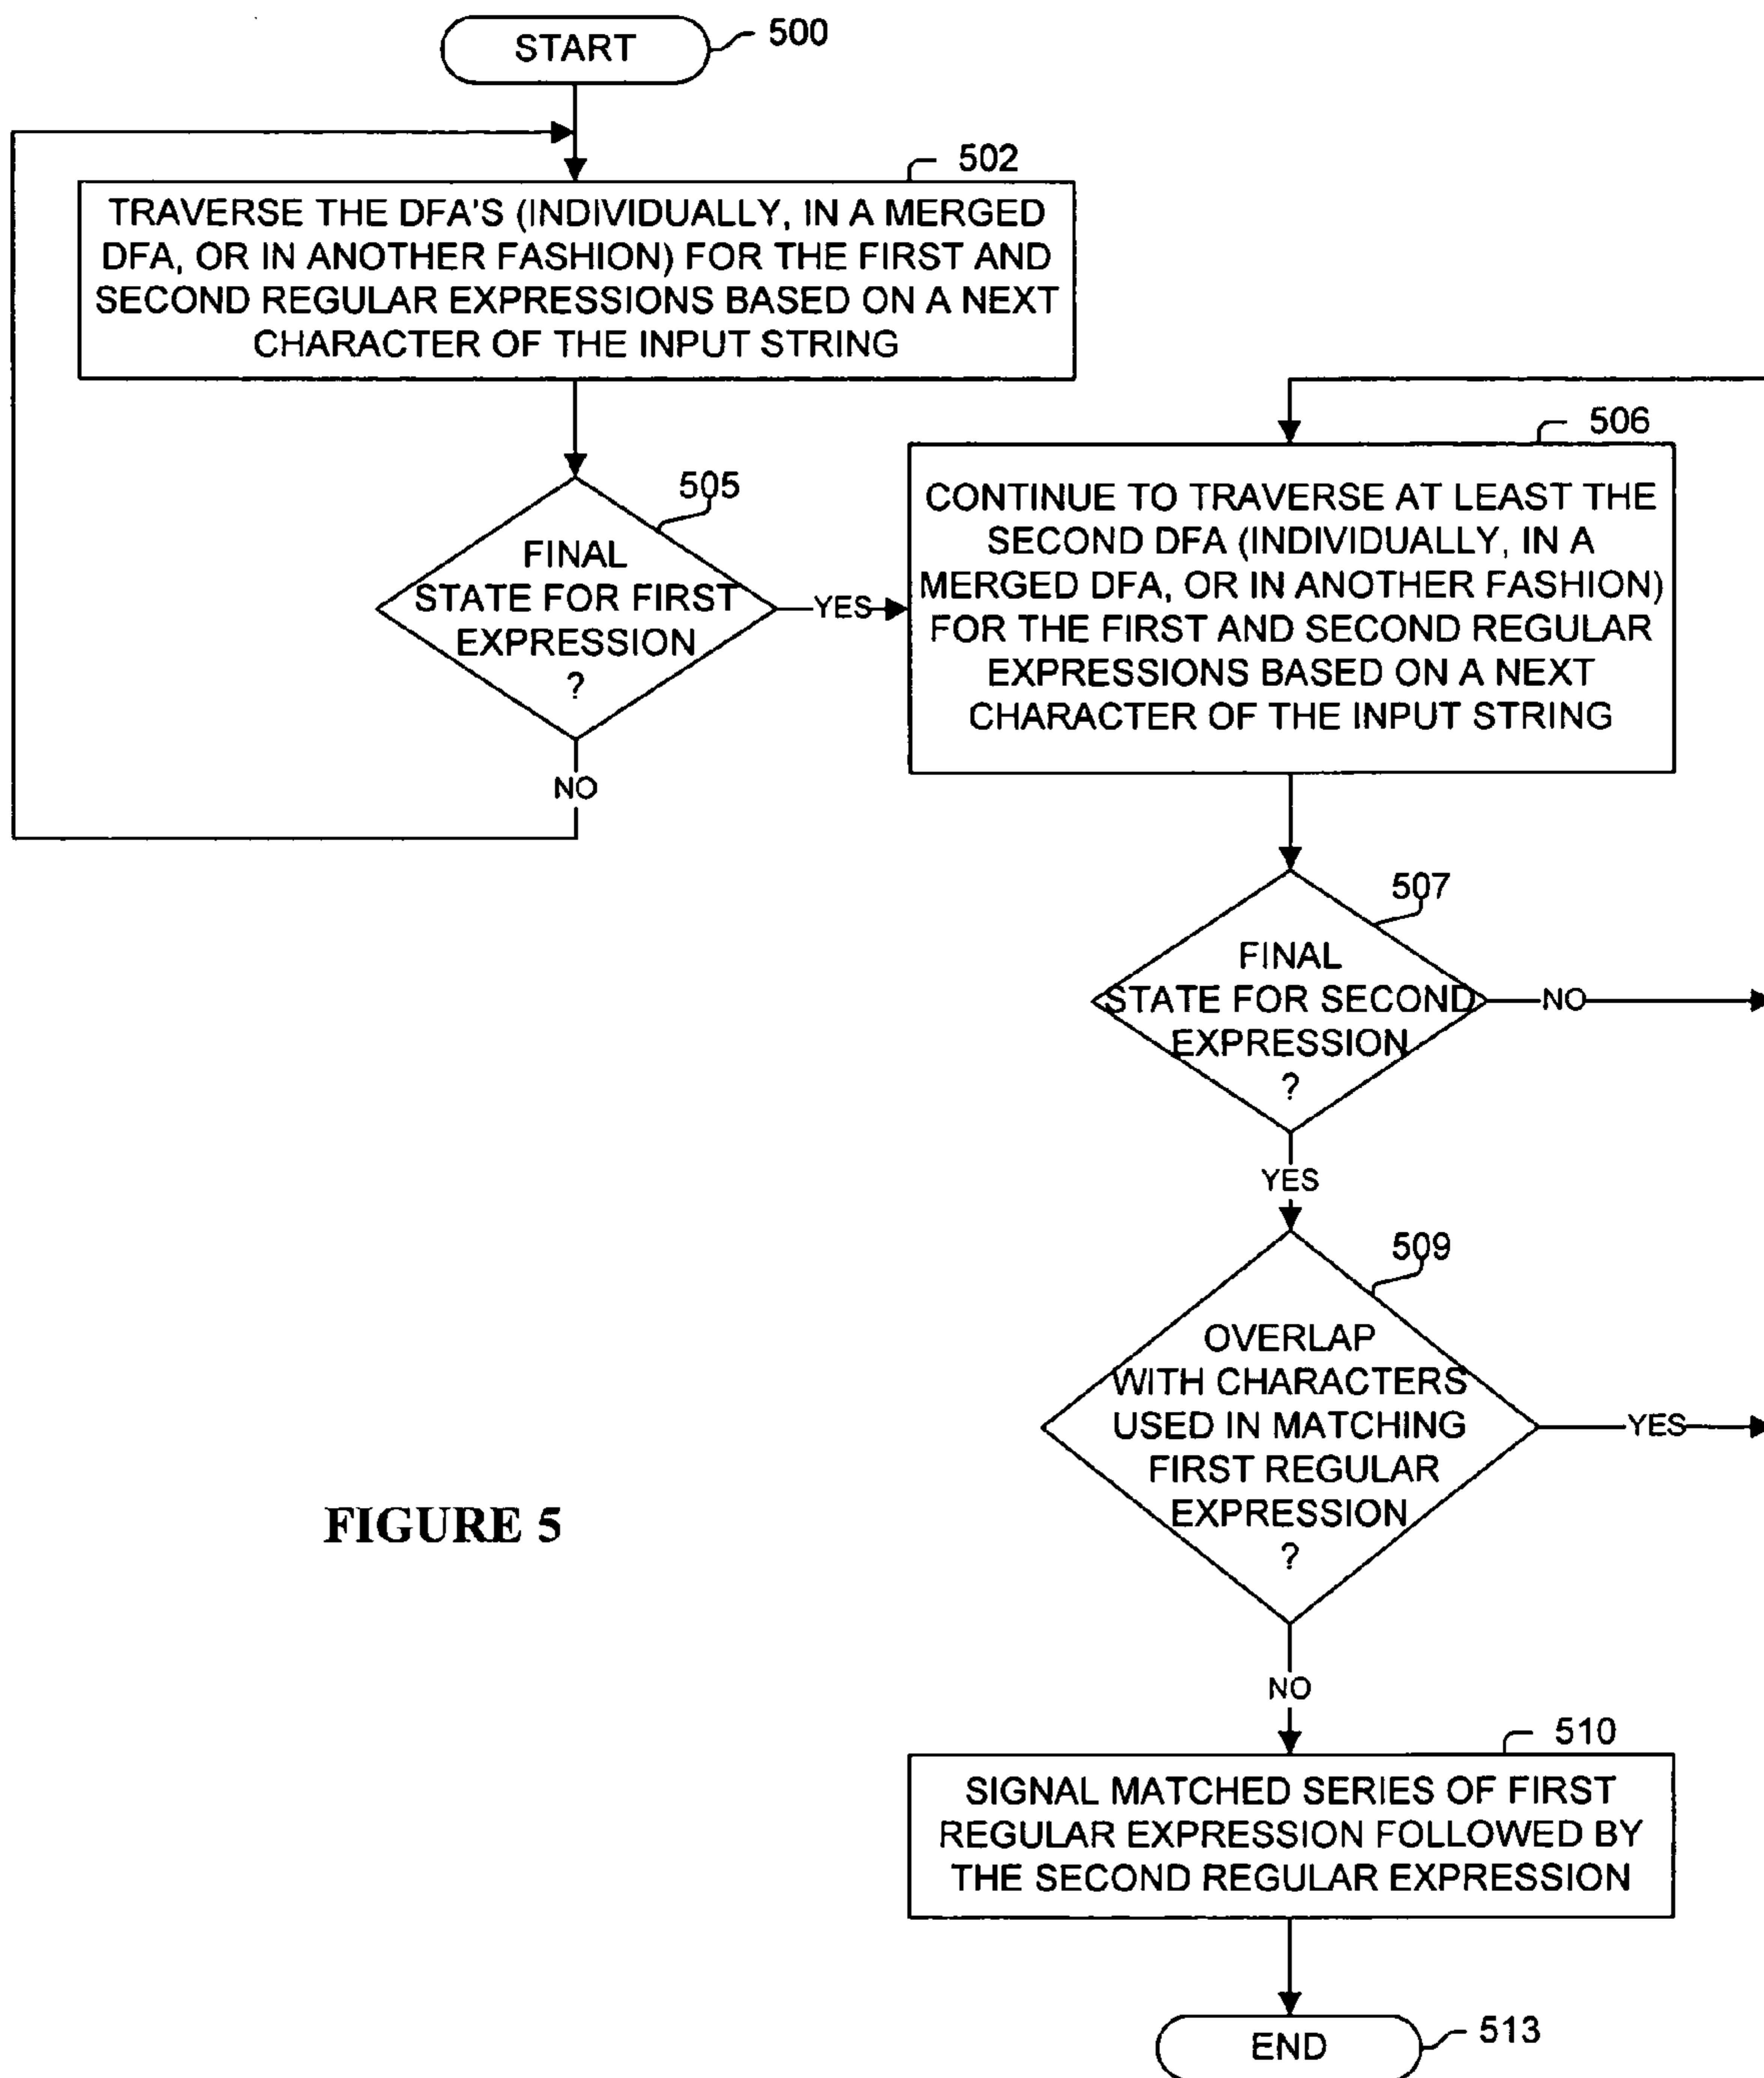 START
500
502
TRAVERSE THE DFA'S (INDIVIDUALLY, IN A MERGED
DFA, OR IN ANOTHER FASHION) FOR THE FIRST AND
SECOND REGULAR EXPRESSIONS BASED ON A NEXT
CHARACTER OF THE INPUT STRING
505
FINAL
STATE FOR FIRST
EXPRESSION
?
YES
NO
506
CONTINUE TO TRAVERSE AT LEAST THE
SECOND DFA (INDIVIDUALLY, IN A
MERGED DFA, OR IN ANOTHER FASHION)
FOR THE FIRST AND SECOND REGULAR
EXPRESSIONS BASED ON A NEXT
CHARACTER OF THE INPUT STRING
507
FINAL
STATE FOR SECOND
EXPRESSION
?
NO
YES
509
OVERLAP
WITH CHARACTERS
USED IN MATCHING
FIRST REGULAR
EXPRESSION
?
YES
NO
FIGURE 5
510
SIGNAL MATCHED SERIES OF FIRST
REGULAR EXPRESSION FOLLOWED BY
THE SECOND REGULAR EXPRESSION
END
513